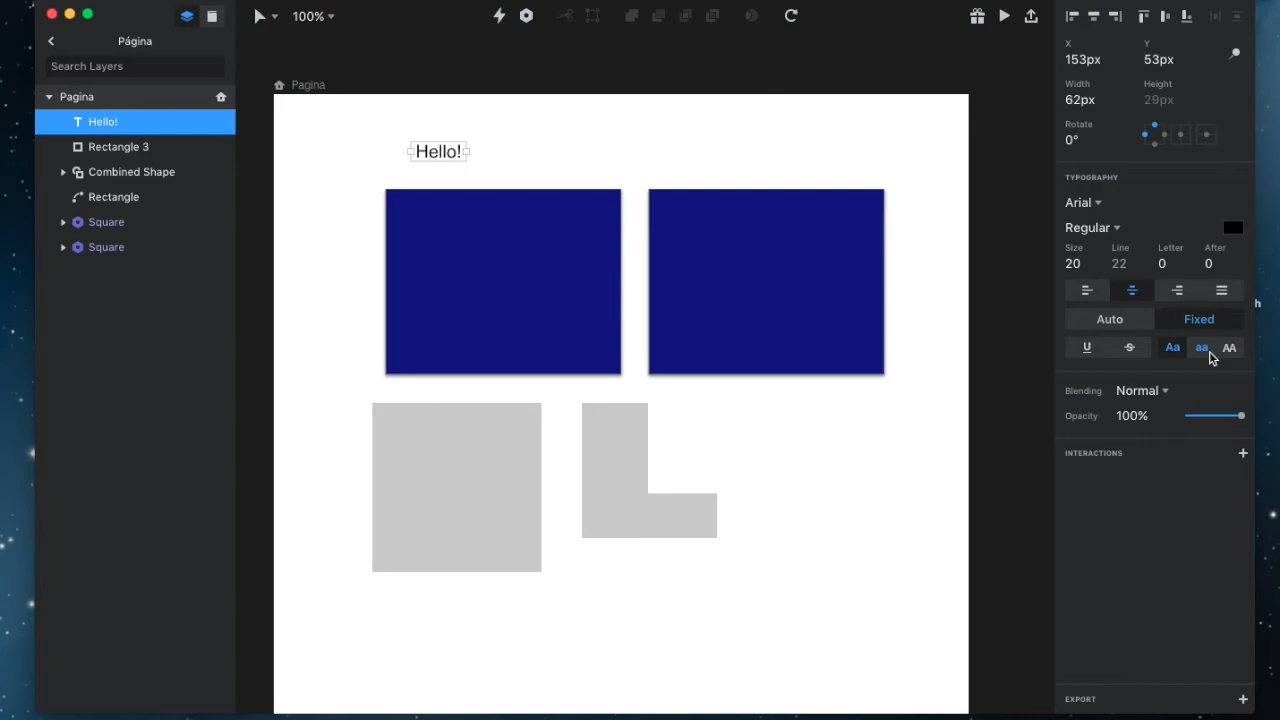 100%
Página
Search Layers
Pagina
Hello!
Rectangle 3
Combined Shape
Rectangle
Square
Square
Pagina
Hello!
X Y
153px 53px
Width Height
62px 29px
Rotate
0°
TYPOGRAPHY
Arial
Regular
Size Line Letter After
20 22 0 0
Auto Fixed
U S Aa aa AA
Blending Normal
Opacity 100%
INTERACTIONS
EXPORT
h